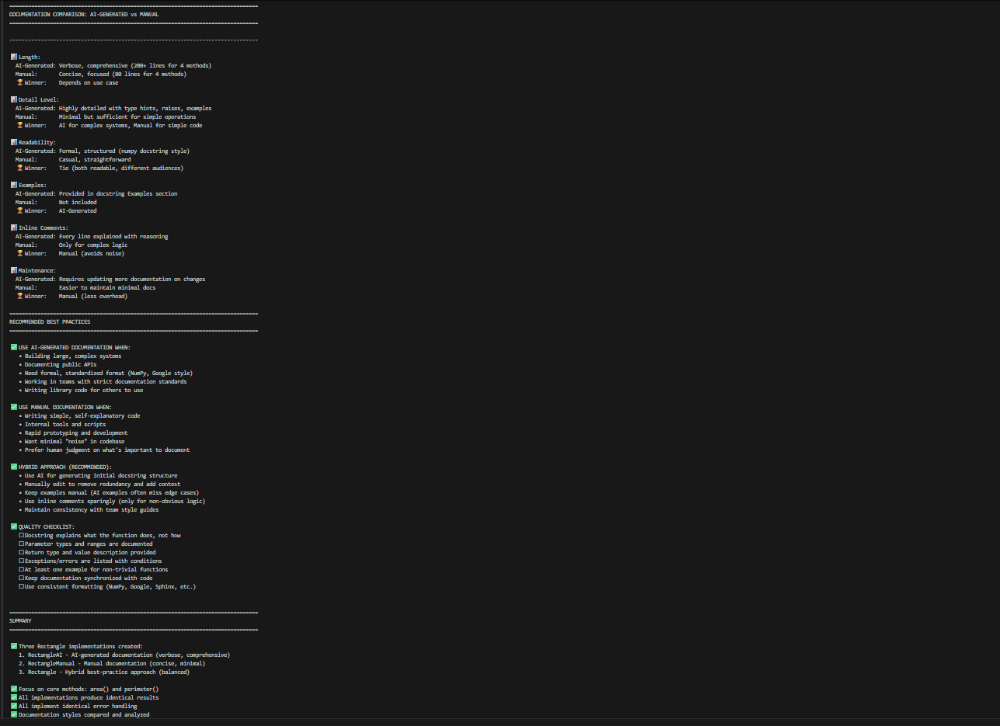 ================================================================================
DOCUMENTATION COMPARISON: AI-GENERATED vs MANUAL
================================================================================
--------------------------------------------------------------------------------
📊 Length:
AI-Generated: Verbose, comprehensive (200+ lines for 4 methods)
Manual: Concise, focused (80 lines for 4 methods)
🏆 Winner: Depends on use case
📊 Detail Level:
AI-Generated: Highly detailed with type hints, raises, examples
Manual: Minimal but sufficient for simple operations
🏆 Winner: AI for complex systems, Manual for simple code
📊 Readability:
AI-Generated: Formal, structured (numpy docstring style)
Manual: Casual, straightforward
🏆 Winner: Tie (both readable, different audiences)
📊 Examples:
AI-Generated: Provided in docstring Examples section
Manual: Not included
🏆 Winner: AI-Generated
📊 Inline Comments:
AI-Generated: Every line explained with reasoning
Manual: Only for complex logic
🏆 Winner: Manual (avoids noise)
📊 Maintenance:
AI-Generated: Requires updating more documentation on changes
Manual: Easier to maintain minimal docs
🏆 Winner: Manual (less overhead)
================================================================================
RECOMMENDED BEST PRACTICES
================================================================================
✅ USE AI-GENERATED DOCUMENTATION WHEN:
• Building large, complex systems
• Documenting public APIs
• Need formal, standardized format (NumPy, Google style)
• Working in teams with strict documentation standards
• Writing library code for others to use
✅ USE MANUAL DOCUMENTATION WHEN:
• Writing simple, self-explanatory code
• Internal tools and scripts
• Rapid prototyping and development
• Want minimal "noise" in codebase
• Prefer human judgment on what's important to document
✅ HYBRID APPROACH (RECOMMENDED):
• Use AI for generating initial docstring structure
• Manually edit to remove redundancy and add context
• Keep examples manual (AI examples often miss edge cases)
• Use inline comments sparingly (only for non-obvious logic)
• Maintain consistency with team style guides
✅ QUALITY CHECKLIST:
☐ Docstring explains what the function does, not how
☐ Parameter types and ranges are documented
☐ Return type and value description provided
☐ Exceptions/errors are listed with conditions
☐ At least one example for non-trivial functions
☐ Keep documentation synchronized with code
☐ Use consistent formatting (NumPy, Google, Sphinx, etc.)
================================================================================
SUMMARY
================================================================================
✅ Three Rectangle implementations created:
1. RectangleAI - AI-generated documentation (verbose, comprehensive)
2. RectangleManual - Manual documentation (concise, minimal)
3. Rectangle - Hybrid best-practice approach (balanced)
✅ Focus on core methods: area() and perimeter()
✅ All implementations produce identical results
✅ All implement identical error handling
✅ Documentation styles compared and analyzed